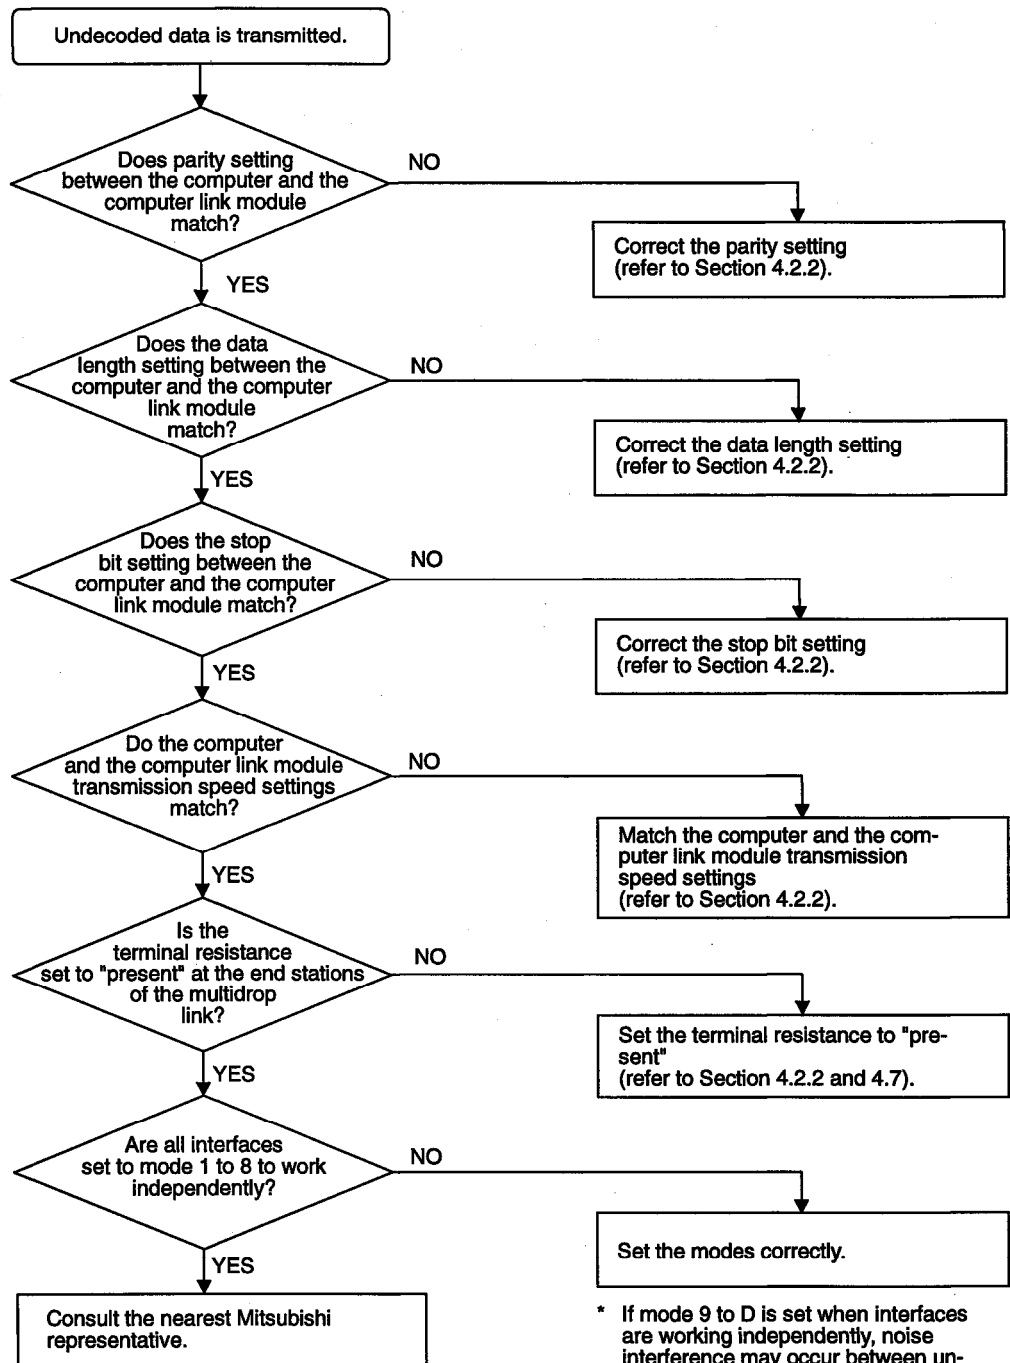 Undecoded data is transmitted.
Does parity setting
between the computer and the
computer link module
match?
NO
Correct the parity setting
(refer to Section 4.2.2).
YES
Does the data
length setting between the
computer and the computer
link module
match?
NO
Correct the data length setting
(refer to Section 4.2.2).
YES
Does the stop
bit setting between the
computer and the computer
link module match?
NO
Correct the stop bit setting
(refer to Section 4.2.2).
YES
Do the computer
and the computer link module
transmission speed settings
match?
NO
Match the computer and the com-
puter link module transmission
speed settings
(refer to Section 4.2.2).
YES
Is the
terminal resistance
set to "present" at the end stations
of the multidrop
link?
NO
Set the terminal resistance to "pre-
sent"
(refer to Section 4.2.2 and 4.7).
YES
Are all interfaces
set to mode 1 to 8 to work
independently?
NO
Set the modes correctly.
YES
Consult the nearest Mitsubishi
representative.
* If mode 9 to D is set when interfaces
are working independently, noise
interference may occur between un-